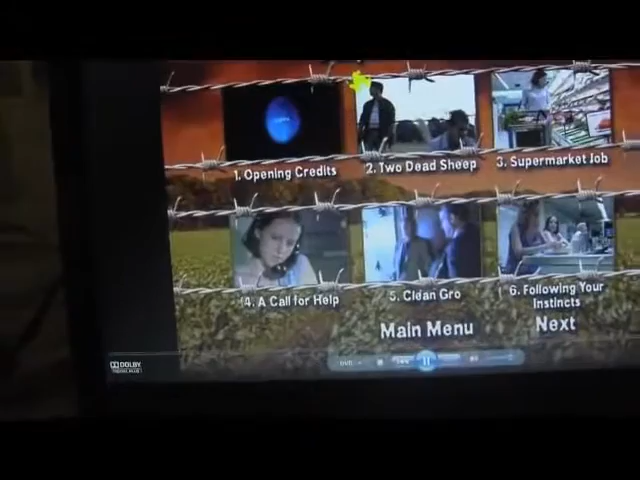 1. Opening Credits
2. Two Dead Sheep
3. Supermarket Job
4. A Call for Help
5. Clean Gro
6. Following Your
Instincts
Main Menu
Next
DVD
DOLBY